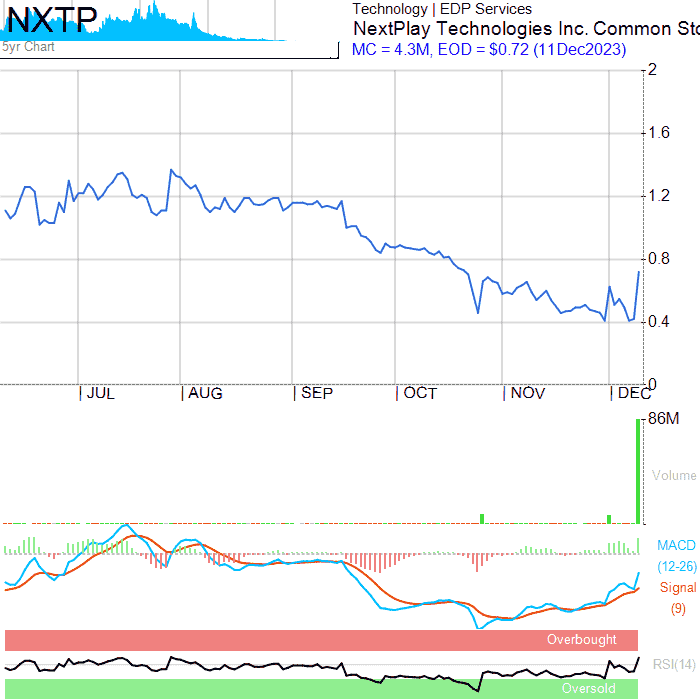 NXTP
5yr Chart
Technology | EDP Services
NextPlay Technologies Inc. Common Sto
MC = 4.3M, EOD = $0.72 (11Dec2023)
2
1.6
1.2
0.8
0.4
0
JUL
AUG
SEP
OCT
NOV
DEC
86M
Volume
MACD
(12-26)
Signal
(9)
Overbought
RSI(14)
Oversold